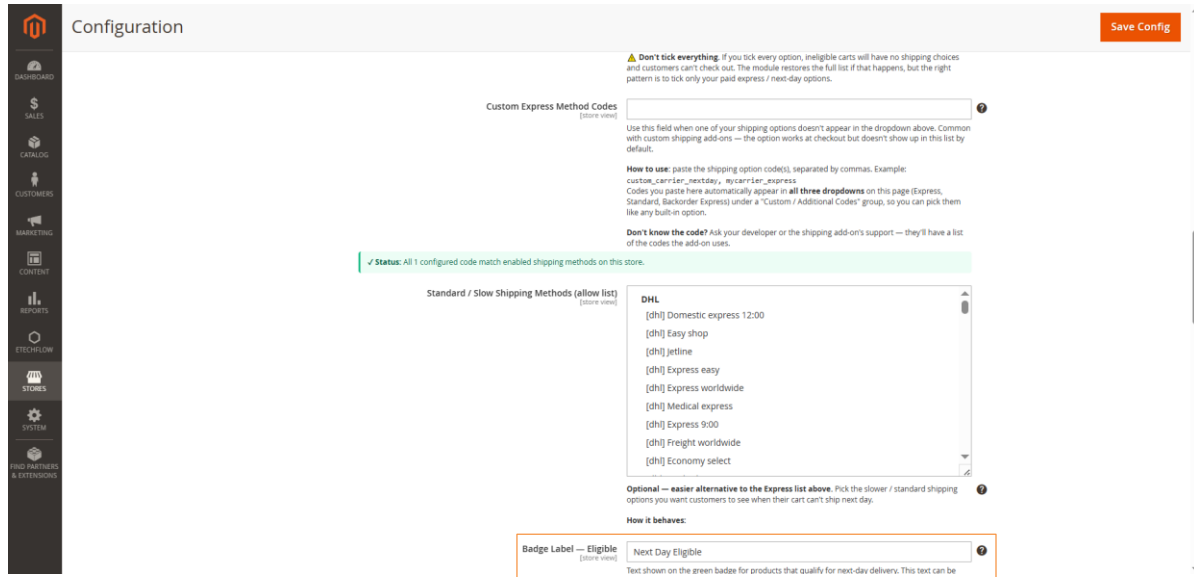 Configuration
Save Config
DASHBOARD
SALES
CATALOG
CUSTOMERS
MARKETING
CONTENT
REPORTS
ETECHFLOW
STORES
SYSTEM
FIND PARTNERS
& EXTENSIONS
Don't tick everything. If you tick every option, ineligible carts will have no shipping choices
and customers can't check out. The module restores the full list if that happens, but the right
pattern is to tick only your paid express / next-day options.
Custom Express Method Codes
[store view]
Use this field when one of your shipping options doesn't appear in the dropdown above. Common
with custom shipping add-ons — the option works at checkout but doesn't show up in this list by
default.
How to use: paste the shipping option code(s), separated by commas. Example:
custom_carrier_nextday, mycarrier_express
Codes you paste here automatically appear in all three dropdowns on this page (Express,
Standard, Backorder Express) under a "Custom / Additional Codes" group, so you can pick them
like any built-in option.
Don't know the code? Ask your developer or the shipping add-on's support — they'll have a list
of the codes the add-on uses.
✓ Status: All 1 configured code match enabled shipping methods on this store.
Standard / Slow Shipping Methods (allow list)
[store view]
DHL
[dhl] Domestic express 12:00
[dhl] Easy shop
[dhl] Jetline
[dhl] Express easy
[dhl] Express worldwide
[dhl] Medical express
[dhl] Express 9:00
[dhl] Freight worldwide
[dhl] Economy select
Optional — easier alternative to the Express list above. Pick the slower / standard shipping
options you want customers to see when their cart can't ship next day.
How it behaves:
Badge Label — Eligible
[store view]
Next Day Eligible
Text shown on the green badge for products that qualify for next-day delivery. This text can be